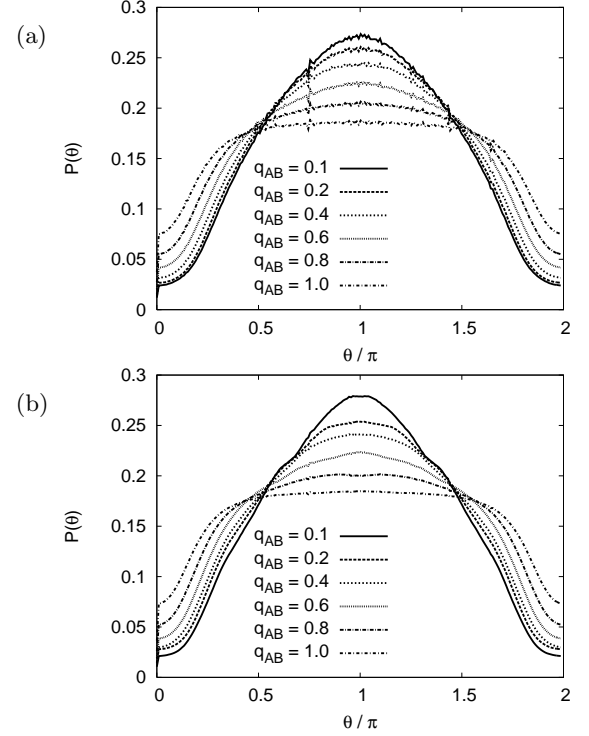 (a)
0.3
0.25
0.2
0.15
0.1
0.05
0
P(θ)
q_AB = 0.1
q_AB = 0.2
q_AB = 0.4
q_AB = 0.6
q_AB = 0.8
q_AB = 1.0
0 0.5 1 1.5 2
θ / π
(b)
0.3
0.25
0.2
0.15
0.1
0.05
0
P(θ)
q_AB = 0.1
q_AB = 0.2
q_AB = 0.4
q_AB = 0.6
q_AB = 0.8
q_AB = 1.0
0 0.5 1 1.5 2
θ / π